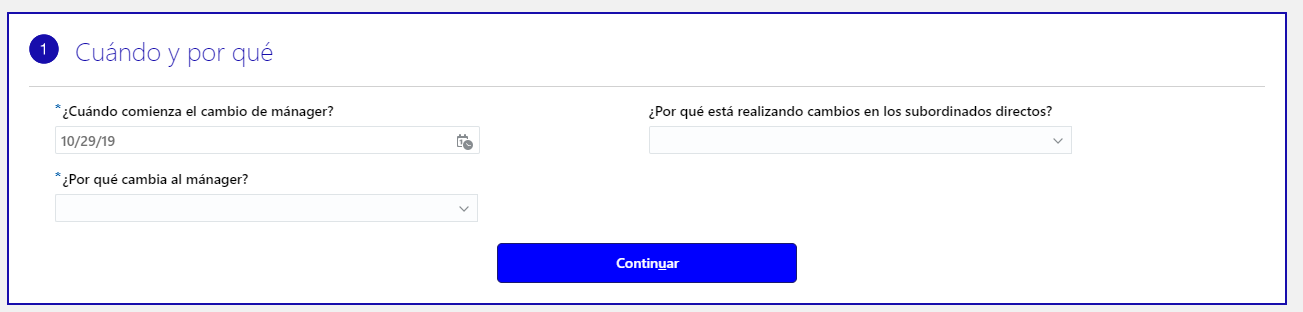 1 Cuándo y por qué
*¿Cuándo comienza el cambio de mánager?
¿Por qué está realizando cambios en los subordinados directos?
10/29/19
*¿Por qué cambia al mánager?
Continuar